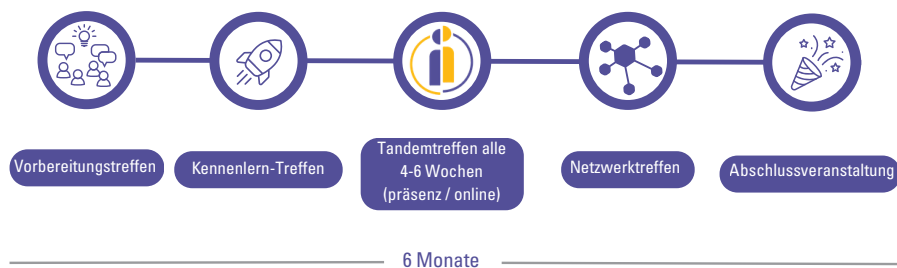 Vorbereitungstreffen
Kennenlern-Treffen
Tandemtreffen alle
4-6 Wochen
(präsenz / online)
Netzwerktreffen
Abschlussveranstaltung
6 Monate